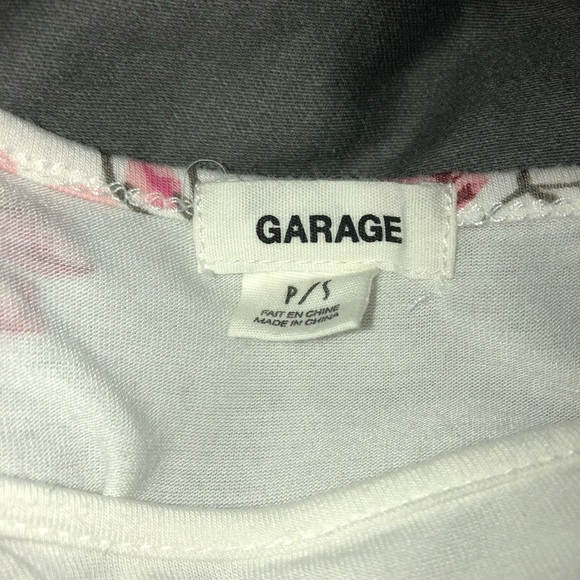 GARAGE
P/S
FAIT EN CHINE
MADE IN CHINA